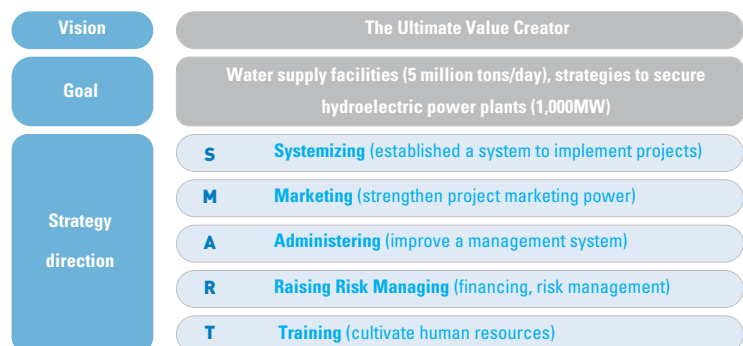 Vision
The Ultimate Value Creator
Goal
Water supply facilities (5 million tons/day), strategies to secure
hydroelectric power plants (1,000MW)
Strategy
direction
S Systemizing (established a system to implement projects)
M Marketing (strengthen project marketing power)
A Administering (improve a management system)
R Raising Risk Managing (financing, risk management)
T Training (cultivate human resources)